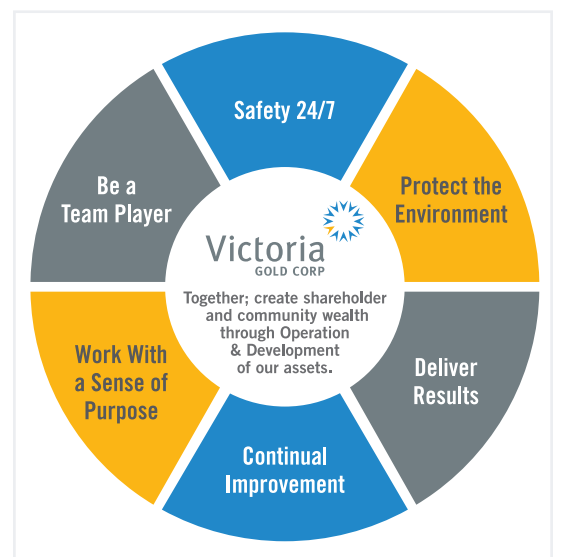 Safety 24/7
Protect the
Environment
Deliver
Results
Continual
Improvement
Work With
a Sense of
Purpose
Be a
Team Player
Victoria
GOLD CORP
Together; create shareholder
and community wealth
through Operation
& Development
of our assets.